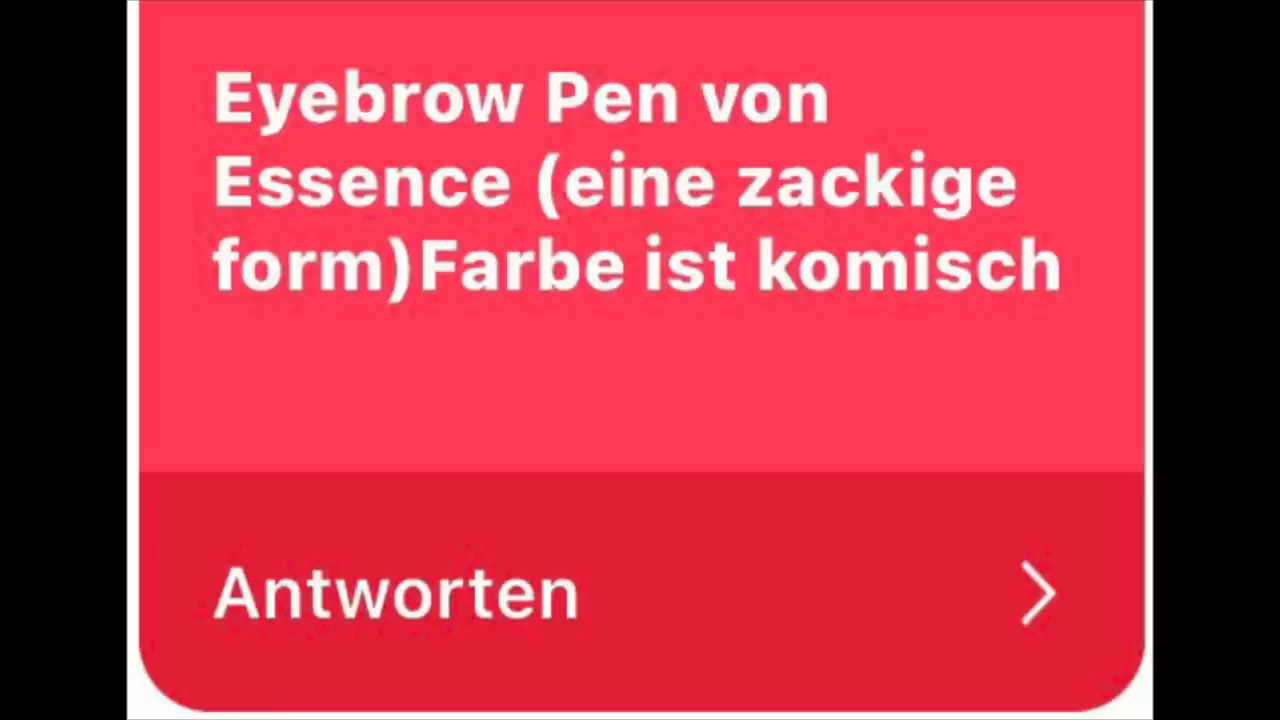 Eyebrow Pen von
Essence (eine zackige
form)Farbe ist komisch
Antworten